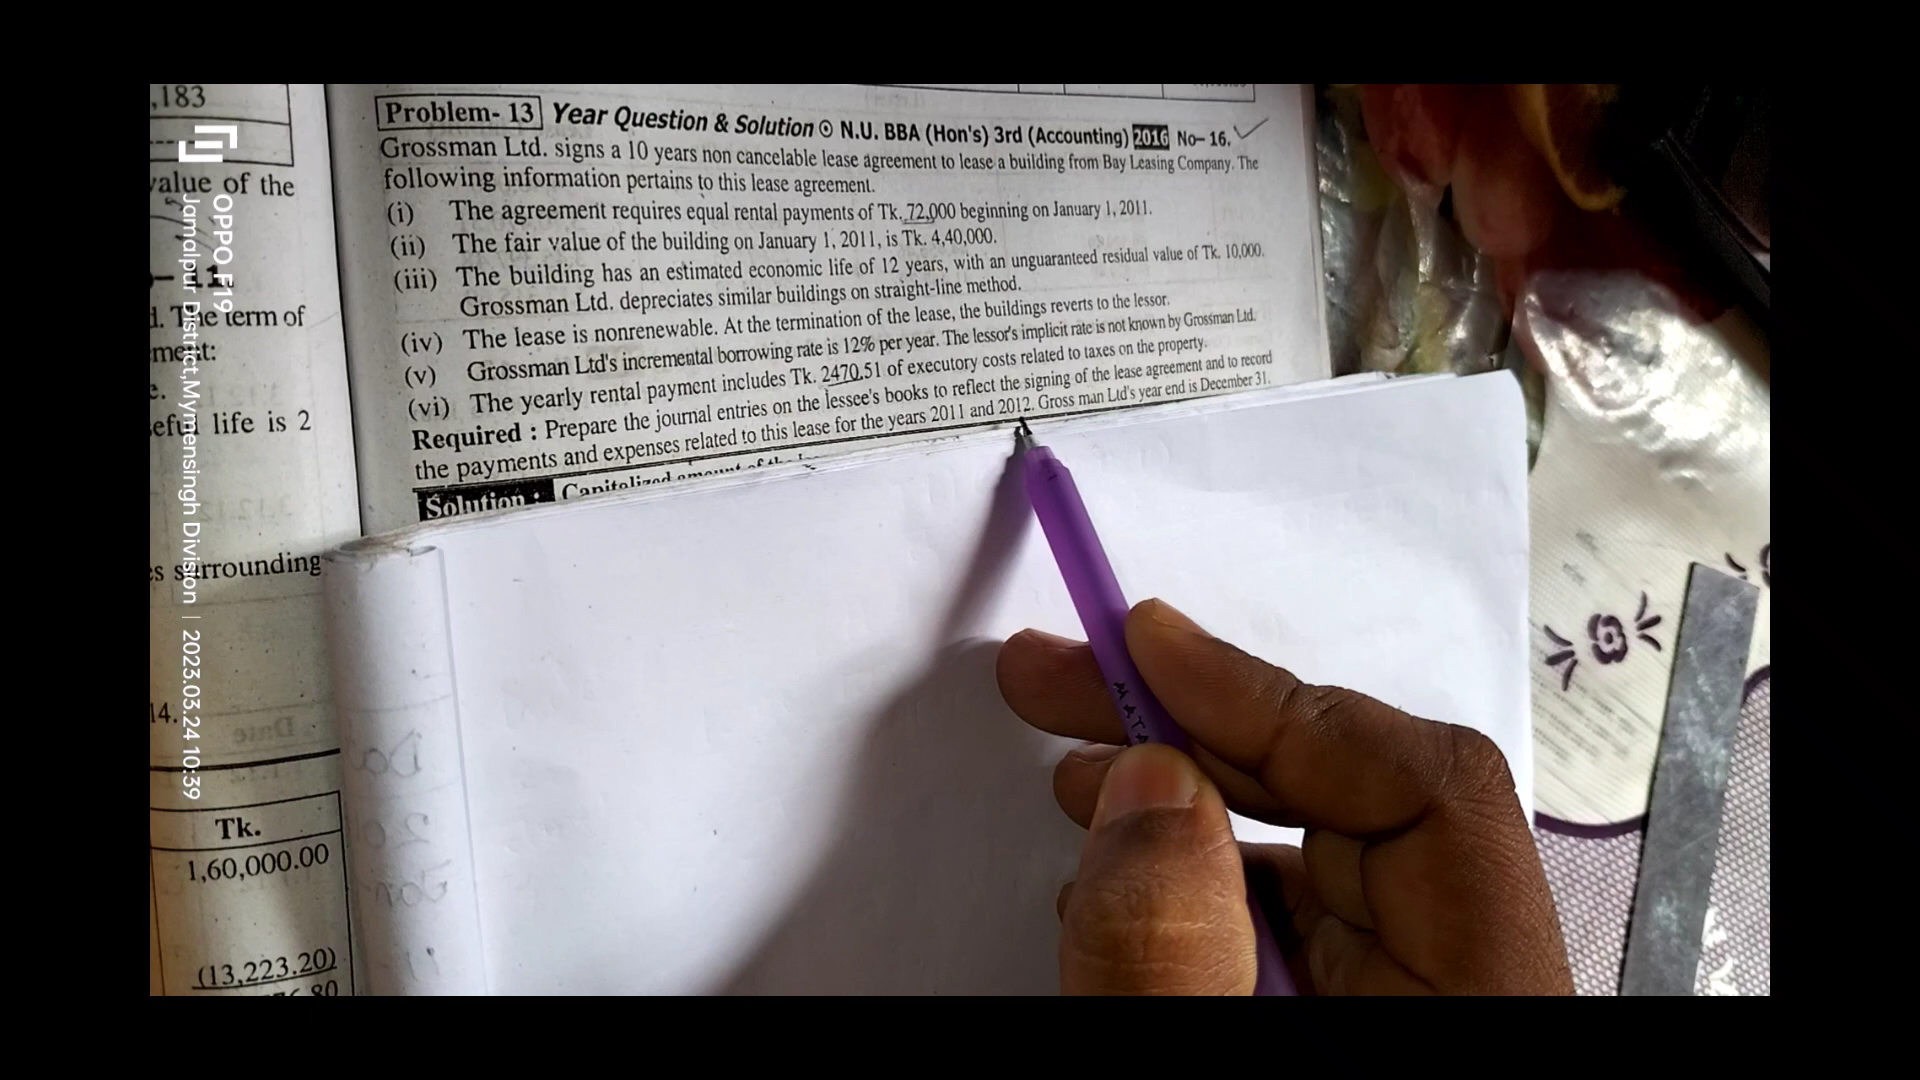 ,183
value of the
d. The term of
ment:
e.
eful life is 2
es surrounding
14.
Tk.
1,60,000.00
(13,223.20)
Problem- 13 Year Question & Solution ⊙ N.U. BBA (Hon's) 3rd (Accounting) 2016 No– 16.
Grossman Ltd. signs a 10 years non cancelable lease agreement to lease a building from Bay Leasing Company. The
following information pertains to this lease agreement.
(i) The agreement requires equal rental payments of Tk. 72,000 beginning on January 1, 2011.
(ii) The fair value of the building on January 1, 2011, is Tk. 4,40,000.
(iii) The building has an estimated economic life of 12 years, with an unguaranteed residual value of Tk. 10,000.
Grossman Ltd. depreciates similar buildings on straight-line method.
(iv) The lease is nonrenewable. At the termination of the lease, the buildings reverts to the lessor.
(v) Grossman Ltd's incremental borrowing rate is 12% per year. The lessor's implicit rate is not known by Grossman Ltd.
(vi) The yearly rental payment includes Tk. 2470.51 of executory costs related to taxes on the property.
Required : Prepare the journal entries on the lessee's books to reflect the signing of the lease agreement and to record
the payments and expenses related to this lease for the years 2011 and 2012. Gross man Ltd's year end is December 31.
Solution : Capitalized amount of the
MATA
OPPO F19
Jamalpur District,Mymensingh Division | 2023.03.24 10:39